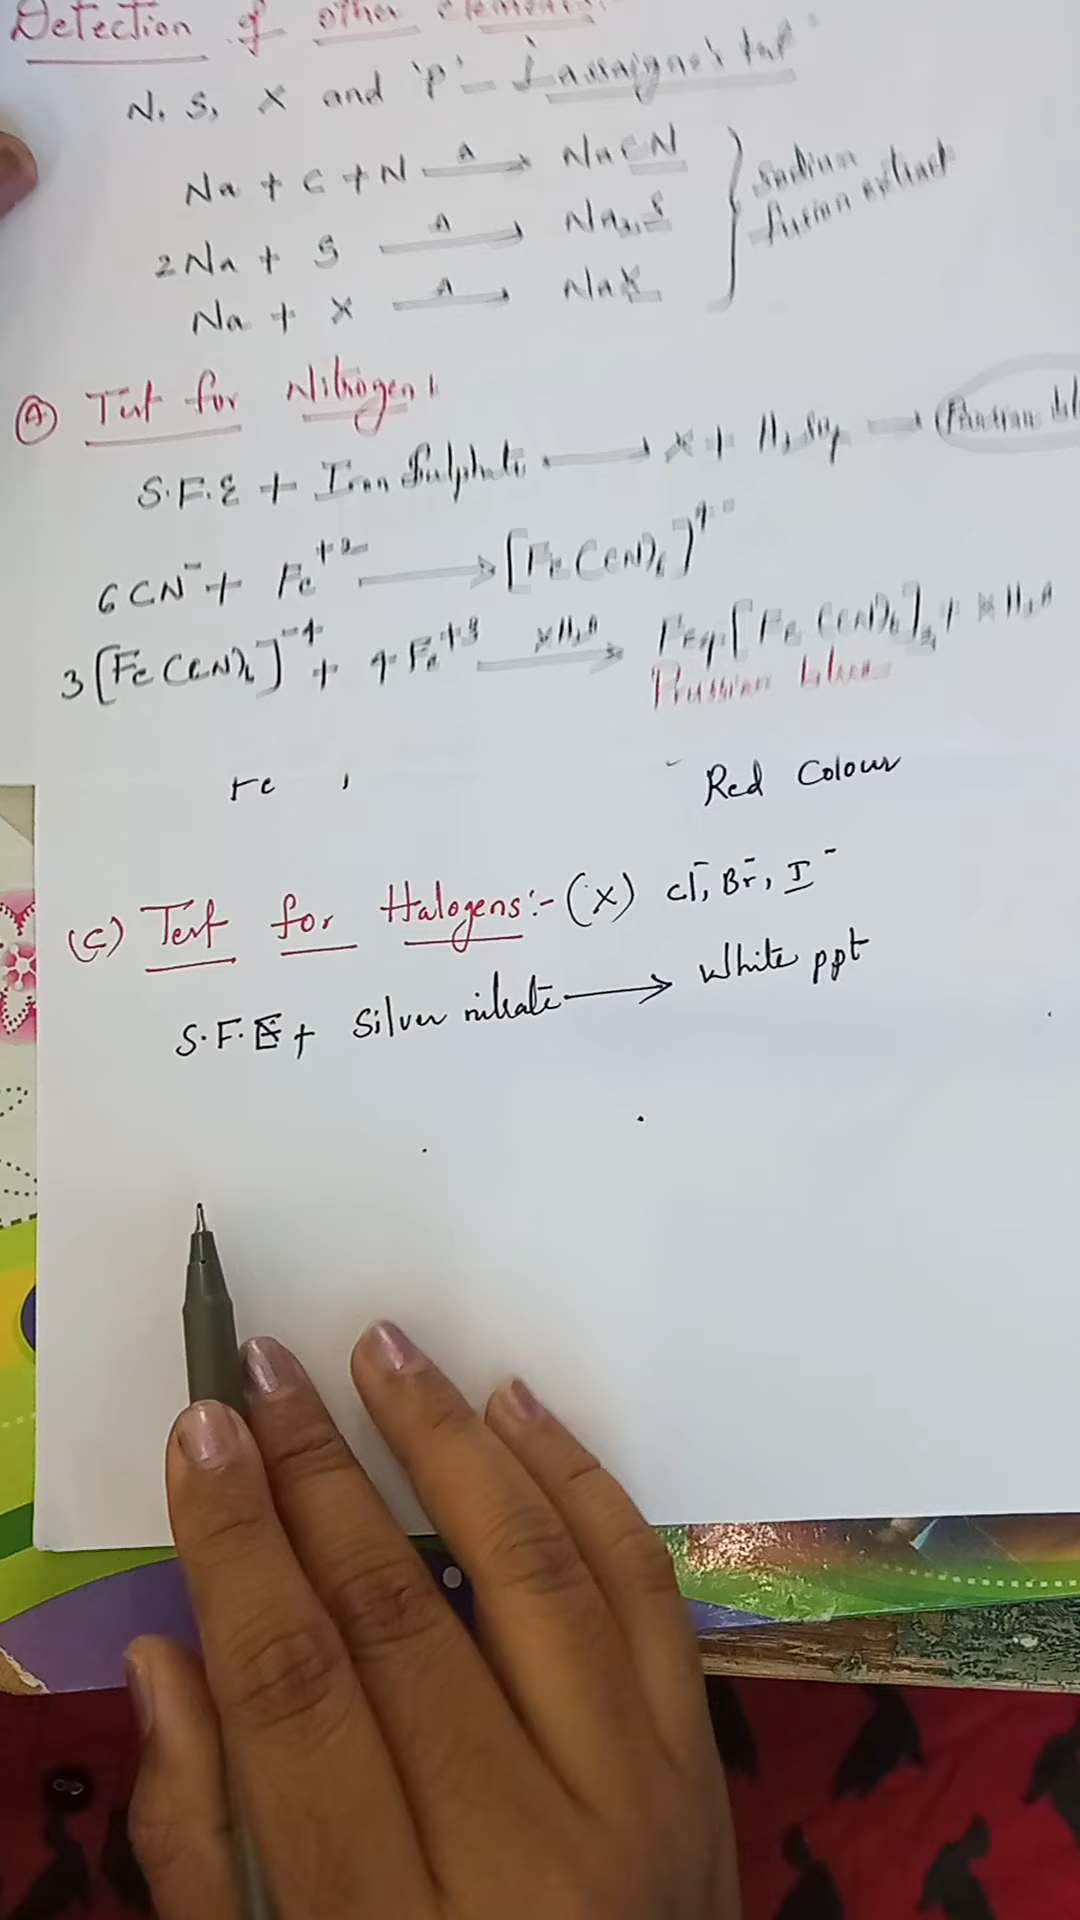 Detection of other elements:
N, S, X and 'p' - Lassaigne's test
Na + C + N —Δ→ NaCN
2Na + S —Δ→ Na2S
Na + X —Δ→ NaX
Sodium fusion extract
(A) Test for Nitrogen:
S.F.E + Iron Sulphate → X + H2SO4 → Prussian
6CN⁻ + Fe⁺² → [Fe(CN)6]⁴⁻
3[Fe(CN)6]⁻⁴ + 4Fe⁺³ —xH2O→ Fe4[Fe(CN)6]3 + xH2O
Prussian blue
Red Colour
(C) Test for Halogens:- (X) Cl⁻, Br⁻, I⁻
S.F.E + Silver nitrate → White ppt